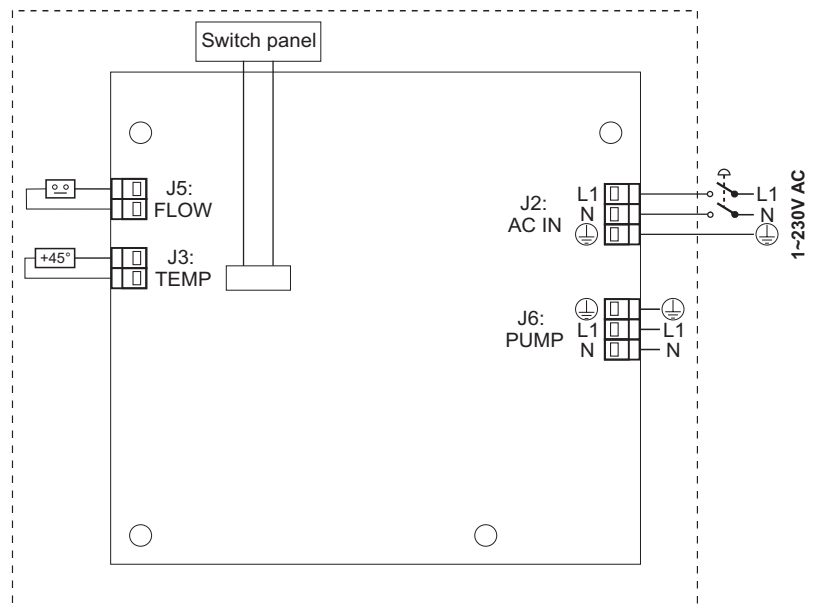 Switch panel
J5:
FLOW
+45°
J3:
TEMP
J2:
AC IN
L1
N
L1
N
1~230V AC
J6:
PUMP
L1
N
L1
N